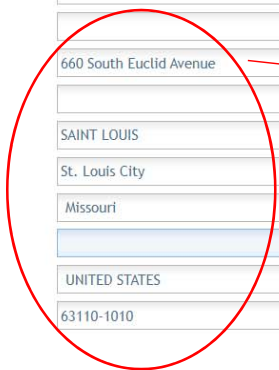 660 South Euclid Avenue
SAINT LOUIS
St. Louis City
Missouri
UNITED STATES
63110-1010